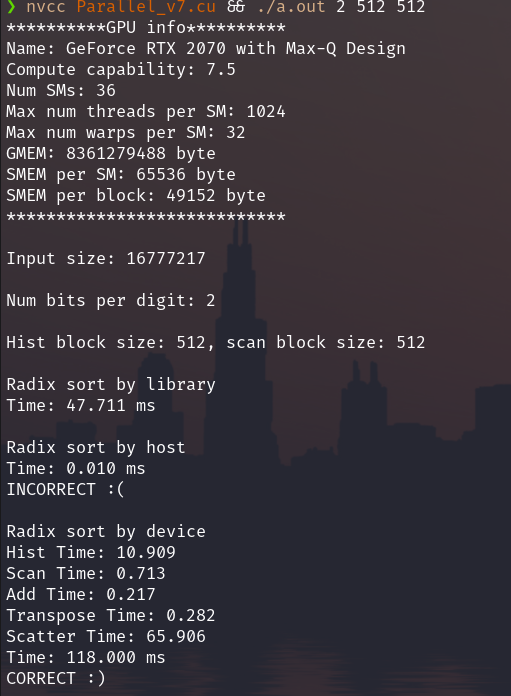 ❯ nvcc Parallel_v7.cu && ./a.out 2 512 512
**********GPU info**********
Name: GeForce RTX 2070 with Max-Q Design
Compute capability: 7.5
Num SMs: 36
Max num threads per SM: 1024
Max num warps per SM: 32
GMEM: 8361279488 byte
SMEM per SM: 65536 byte
SMEM per block: 49152 byte
****************************
Input size: 16777217
Num bits per digit: 2
Hist block size: 512, scan block size: 512
Radix sort by library
Time: 47.711 ms
Radix sort by host
Time: 0.010 ms
INCORRECT :(
Radix sort by device
Hist Time: 10.909
Scan Time: 0.713
Add Time: 0.217
Transpose Time: 0.282
Scatter Time: 65.906
Time: 118.000 ms
CORRECT :)